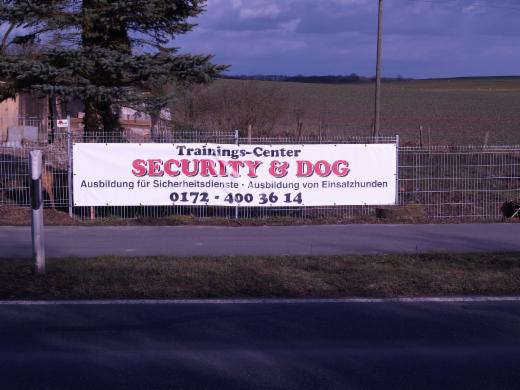 Trainings-Center
SECURITY & DOG
Ausbildung für Sicherheitsdienste · Ausbildung von Einsatzhunden
0172 - 400 36 14